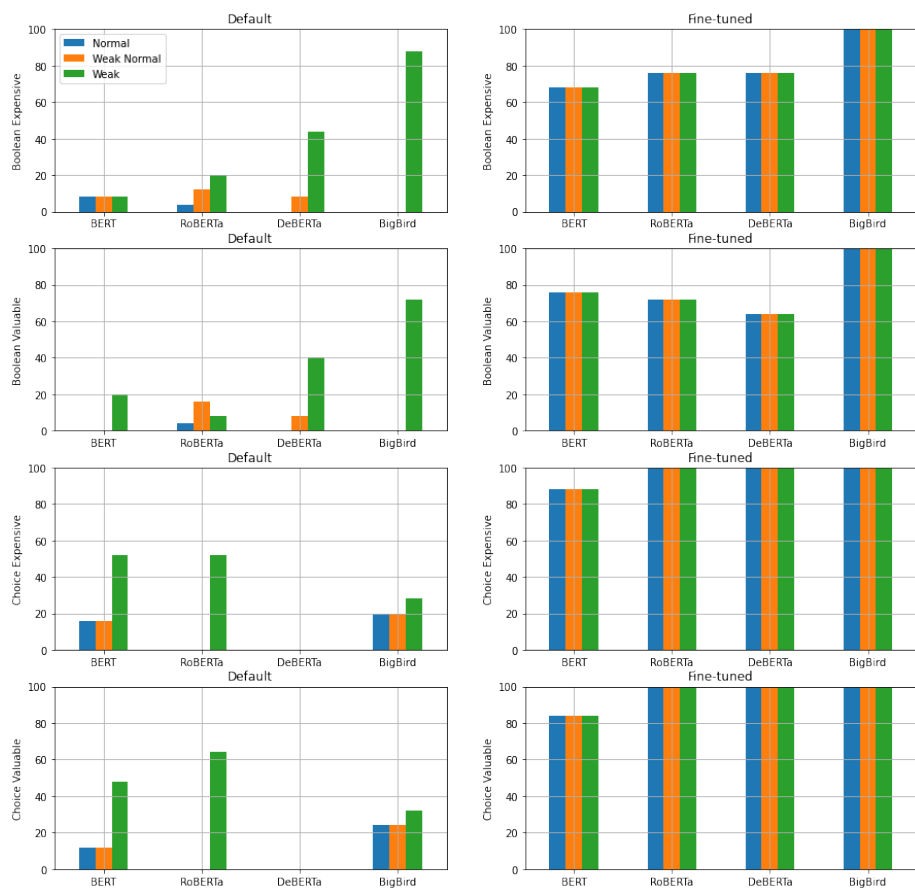 Default
Fine-tuned
Boolean Expensive
100
80
60
40
20
0
Normal
Weak Normal
Weak
BERT
RoBERTa
DeBERTa
BigBird
Boolean Expensive
100
80
60
40
20
0
BERT
RoBERTa
DeBERTa
BigBird
Default
Fine-tuned
Boolean Valuable
100
80
60
40
20
0
BERT
RoBERTa
DeBERTa
BigBird
Boolean Valuable
100
80
60
40
20
0
BERT
RoBERTa
DeBERTa
BigBird
Default
Fine-tuned
Choice Expensive
100
80
60
40
20
0
BERT
RoBERTa
DeBERTa
BigBird
Choice Expensive
100
80
60
40
20
0
BERT
RoBERTa
DeBERTa
BigBird
Default
Fine-tuned
Choice Valuable
100
80
60
40
20
0
BERT
RoBERTa
DeBERTa
BigBird
Choice Valuable
100
80
60
40
20
0
BERT
RoBERTa
DeBERTa
BigBird